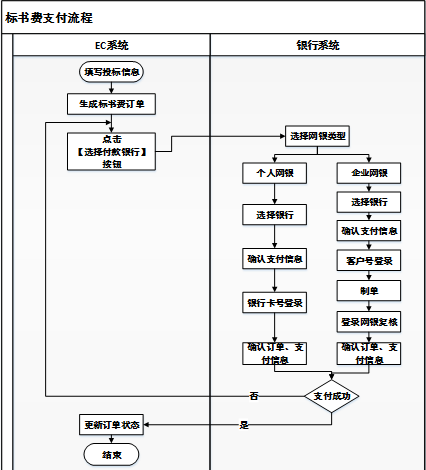 标书费支付流程
EC系统
银行系统
填写投标信息
生成标书费订单
点击
【选择付款银行】
按钮
选择网银类型
个人网银
企业网银
选择银行
选择银行
确认支付信息
确认支付信息
客户号登录
制单
银行卡号登录
登录网银复核
确认订单、支
付信息
确认订单、支
付信息
否
支付成功
更新订单状态
是
结束